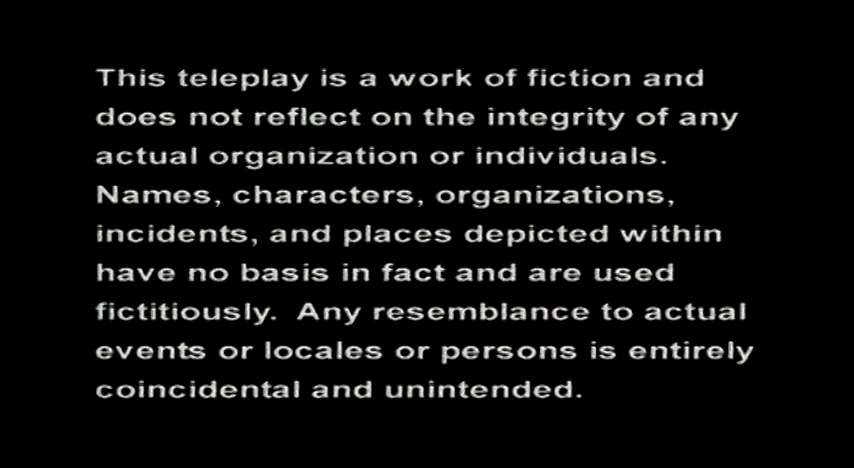 This teleplay is a work of fiction and
does not reflect on the integrity of any
actual organization or individuals.
Names, characters, organizations,
incidents, and places depicted within
have no basis in fact and are used
fictitiously.  Any resemblance to actual
events or locales or persons is entirely
coincidental and unintended.